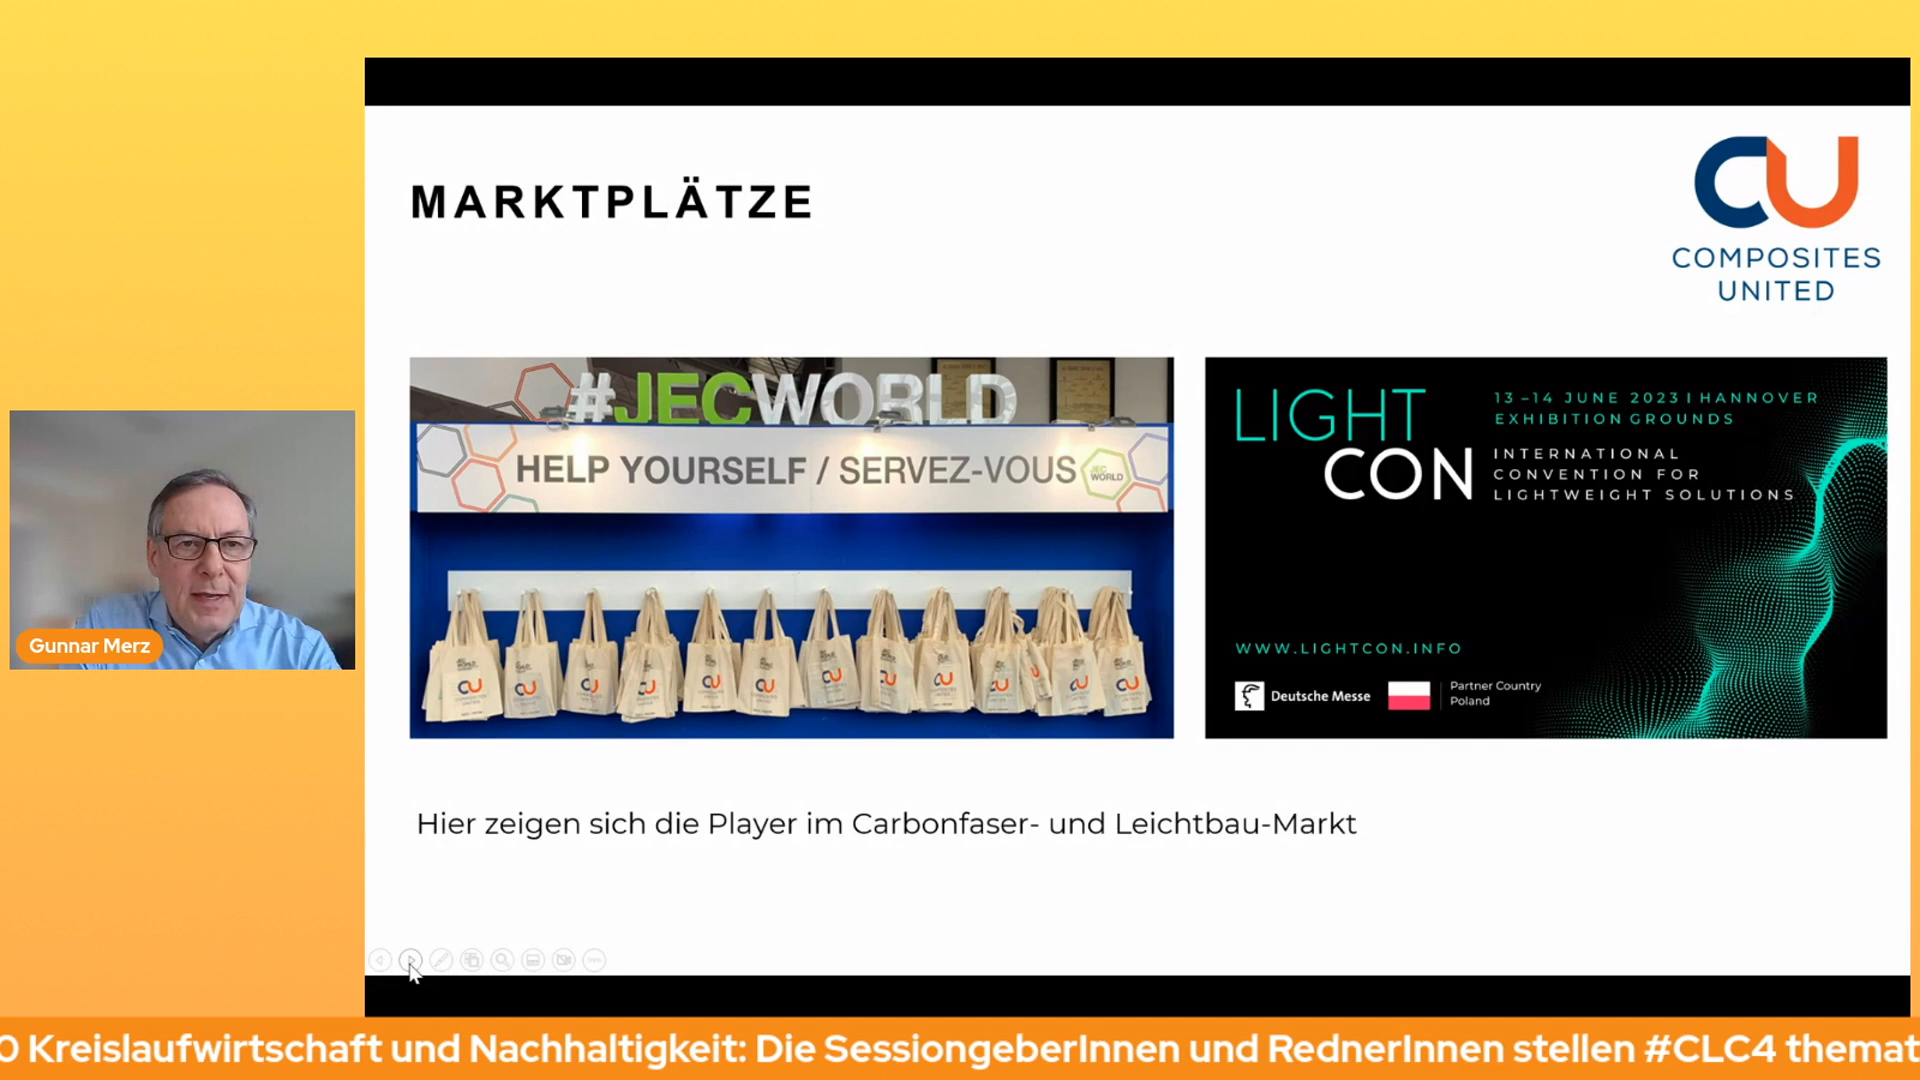 MARKTPLÄTZE
CU
COMPOSITES
UNITED
#JECWORLD
HELP YOURSELF / SERVEZ-VOUS
JEC
WORLD
LIGHT
CON
13–14 JUNE 2023 I HANNOVER
EXHIBITION GROUNDS
INTERNATIONAL
CONVENTION FOR
LIGHTWEIGHT SOLUTIONS
WWW.LIGHTCON.INFO
Deutsche Messe
Partner Country
Poland
Gunnar Merz
Hier zeigen sich die Player im Carbonfaser- und Leichtbau-Markt
0 Kreislaufwirtschaft und Nachhaltigkeit: Die SessiongeberInnen und RednerInnen stellen #CLC4 themat